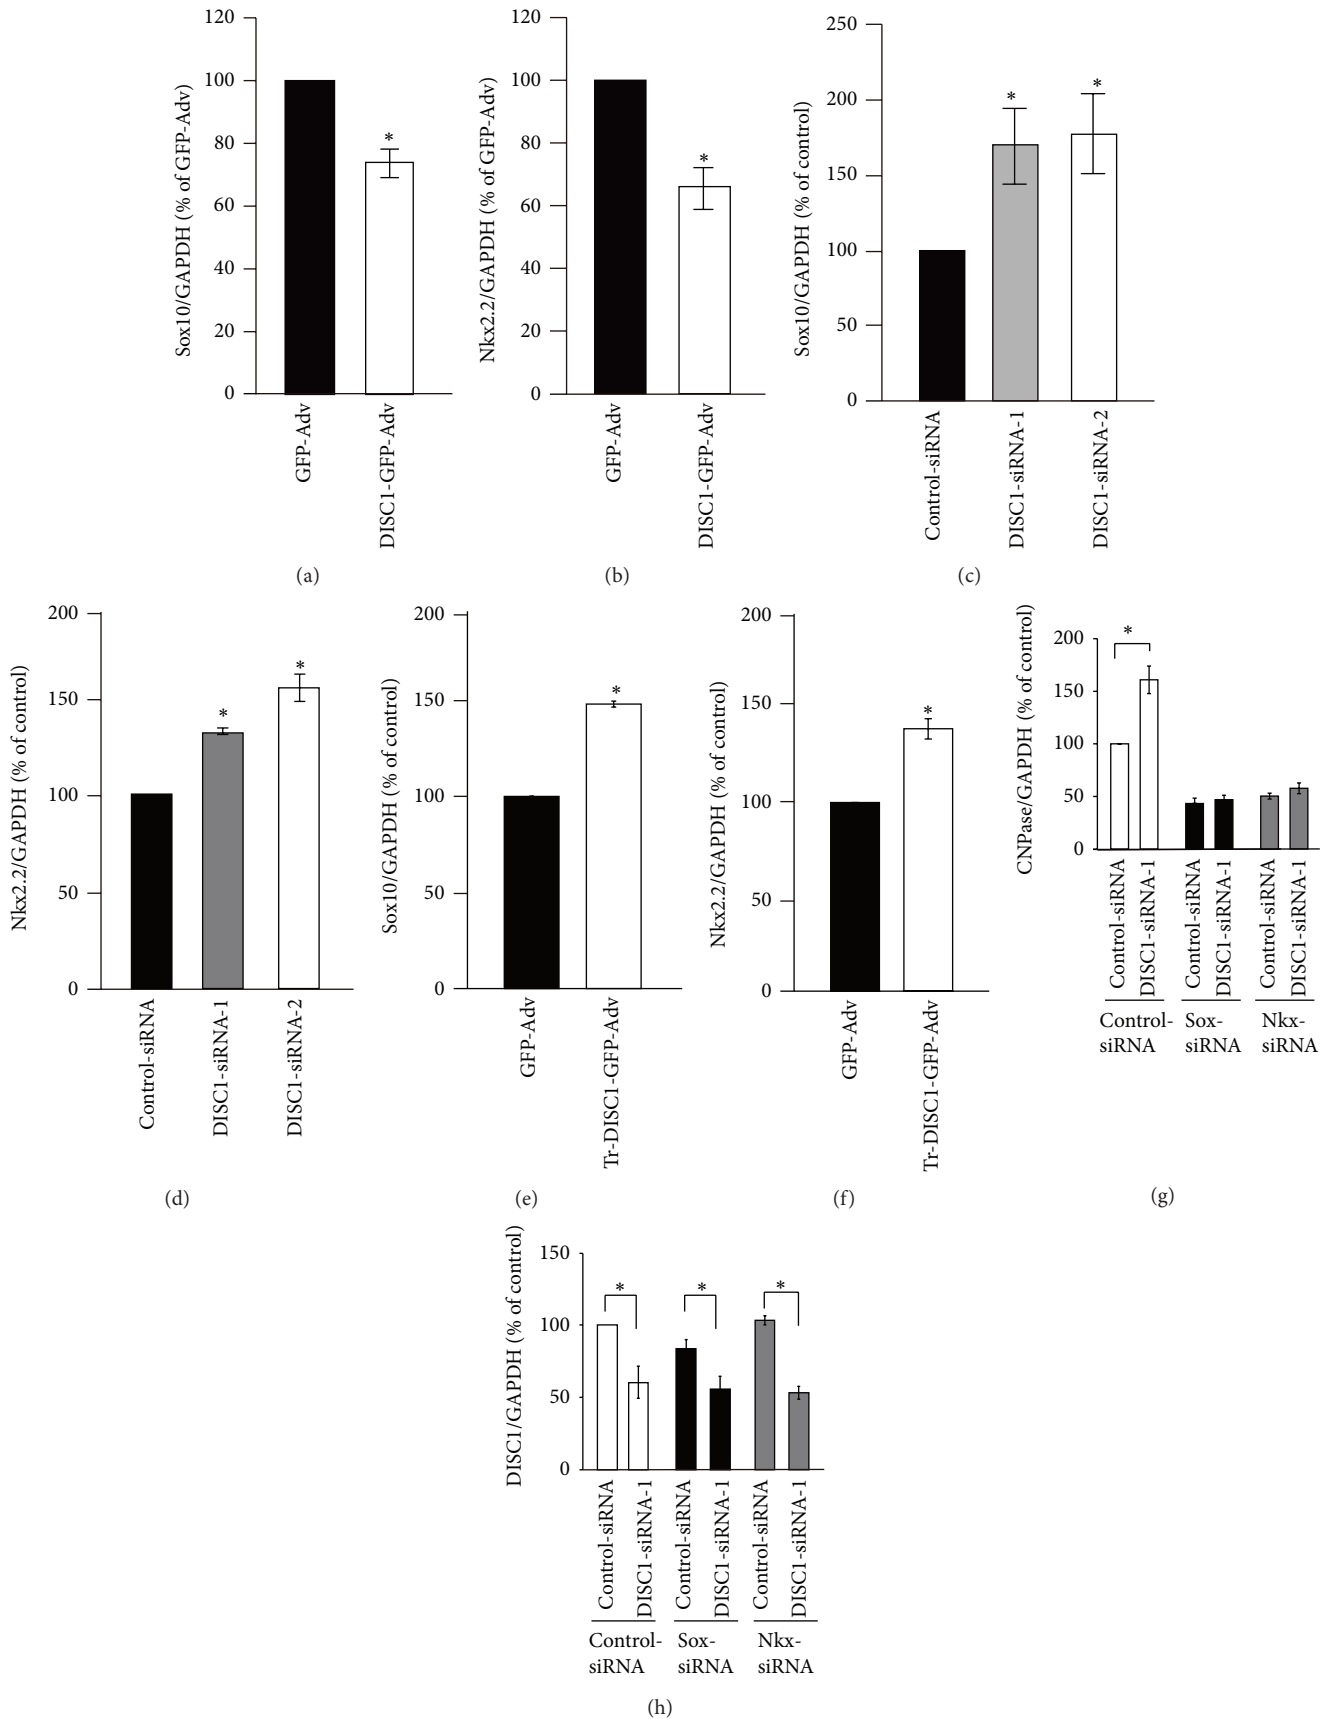 Sox10/GAPDH (% of GFP-Adv)
120
100
80
60
40
20
0
*
GFP-Adv
DISC1-GFP-Adv
(a)
Nkx2.2/GAPDH (% of GFP-Adv)
120
100
80
60
40
20
0
*
GFP-Adv
DISC1-GFP-Adv
(b)
Sox10/GAPDH (% of control)
250
200
150
100
50
0
*
*
Control-siRNA
DISC1-siRNA-1
DISC1-siRNA-2
(c)
Nkx2.2/GAPDH (% of control)
200
150
100
50
0
*
*
Control-siRNA
DISC1-siRNA-1
DISC1-siRNA-2
(d)
Sox10/GAPDH (% of control)
200
150
100
50
0
*
GFP-Adv
Tr-DISC1-GFP-Adv
(e)
Nkx2.2/GAPDH (% of control)
200
150
100
50
0
*
GFP-Adv
Tr-DISC1-GFP-Adv
(f)
CNPase/GAPDH (% of control)
200
150
100
50
0
*
Control-siRNA
DISC1-siRNA-1
Control-siRNA
DISC1-siRNA-1
Control-siRNA
DISC1-siRNA-1
Control-
siRNA
Sox-
siRNA
Nkx-
siRNA
(g)
DISC1/GAPDH (% of control)
150
100
50
0
*
*
*
Control-siRNA
DISC1-siRNA-1
Control-siRNA
DISC1-siRNA-1
Control-siRNA
DISC1-siRNA-1
Control-
siRNA
Sox-
siRNA
Nkx-
siRNA
(h)